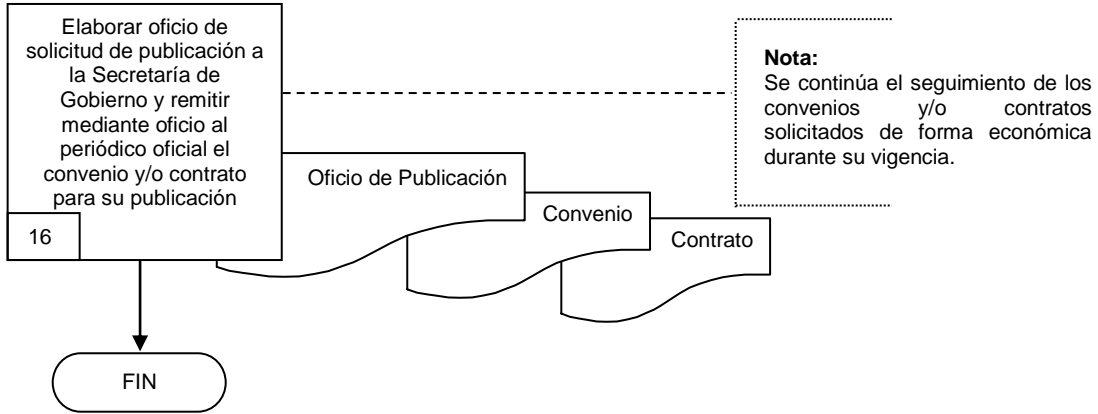 Elaborar oficio de
solicitud de publicación a
la Secretaría de
Gobierno y remitir
mediante oficio al
periódico oficial el
convenio y/o contrato
para su publicación
16
Oficio de Publicación
Convenio
Contrato
Nota:
Se continúa el seguimiento de los
convenios y/o contratos
solicitados de forma económica
durante su vigencia.
FIN